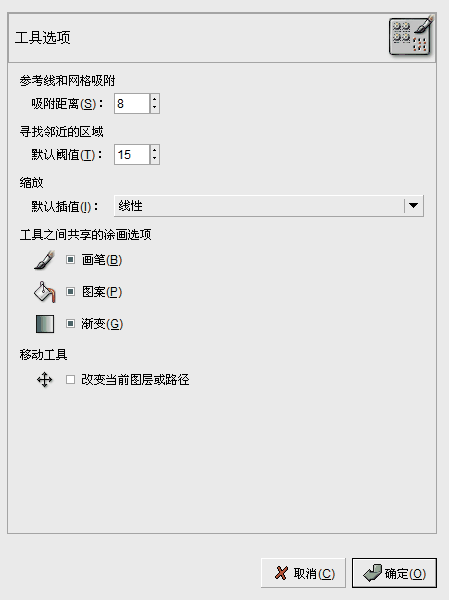 工具选项
参考线和网格吸附
吸附距离(S)： 8
寻找邻近的区域
默认阈值(T)： 15
缩放
默认插值(I)： 线性
工具之间共享的涂画选项
画笔(B)
图案(P)
渐变(G)
移动工具
改变当前图层或路径
取消(C) 确定(O)